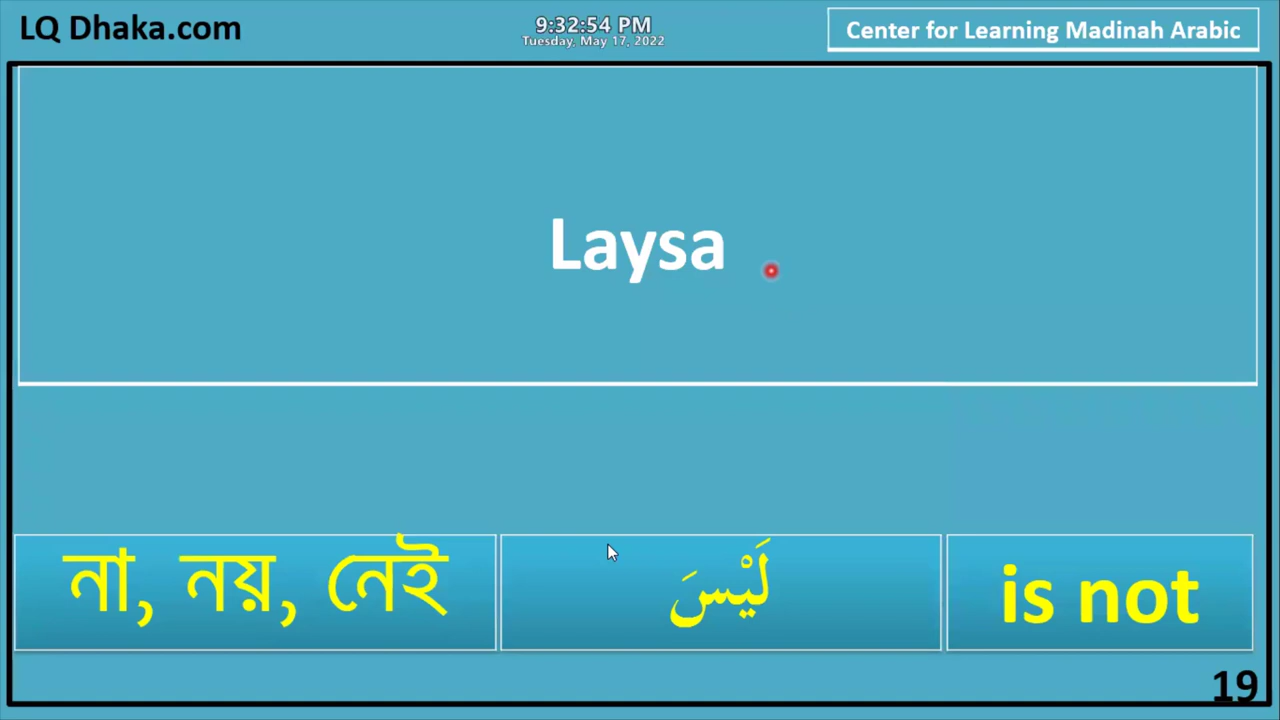 LQ Dhaka.com
9:32:54 PM
Tuesday, May 17, 2022
Center for Learning Madinah Arabic
Laysa
না, নয়, নেই
لَيْسَ
is not
19